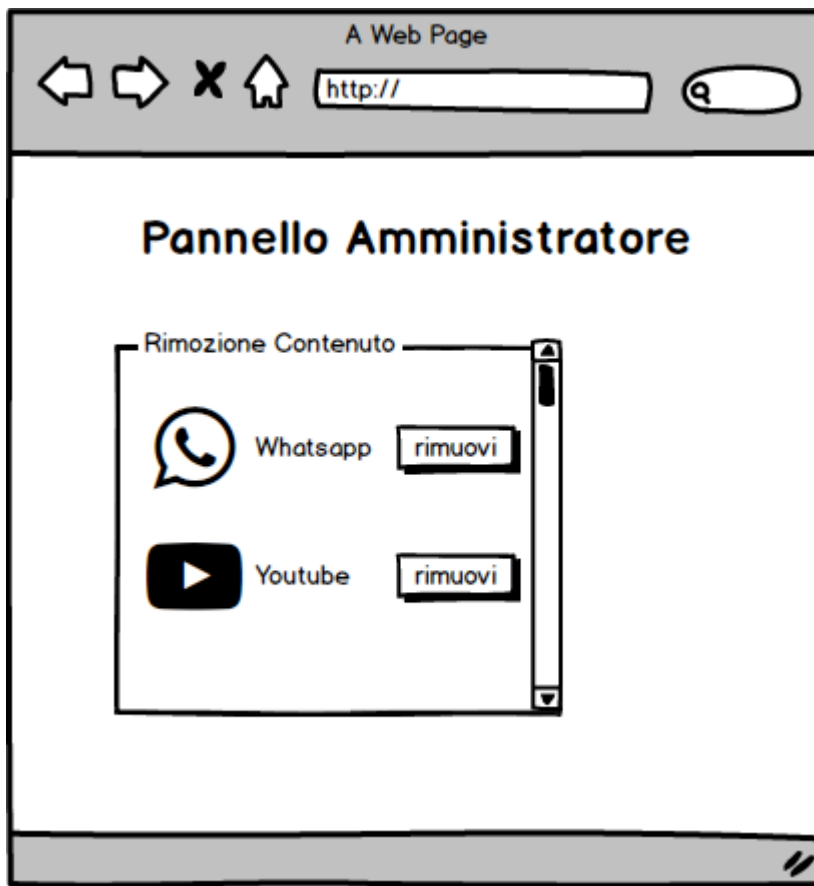 A Web Page
http://
Pannello Amministratore
Rimozione Contenuto
Whatsapp rimuovi
Youtube rimuovi